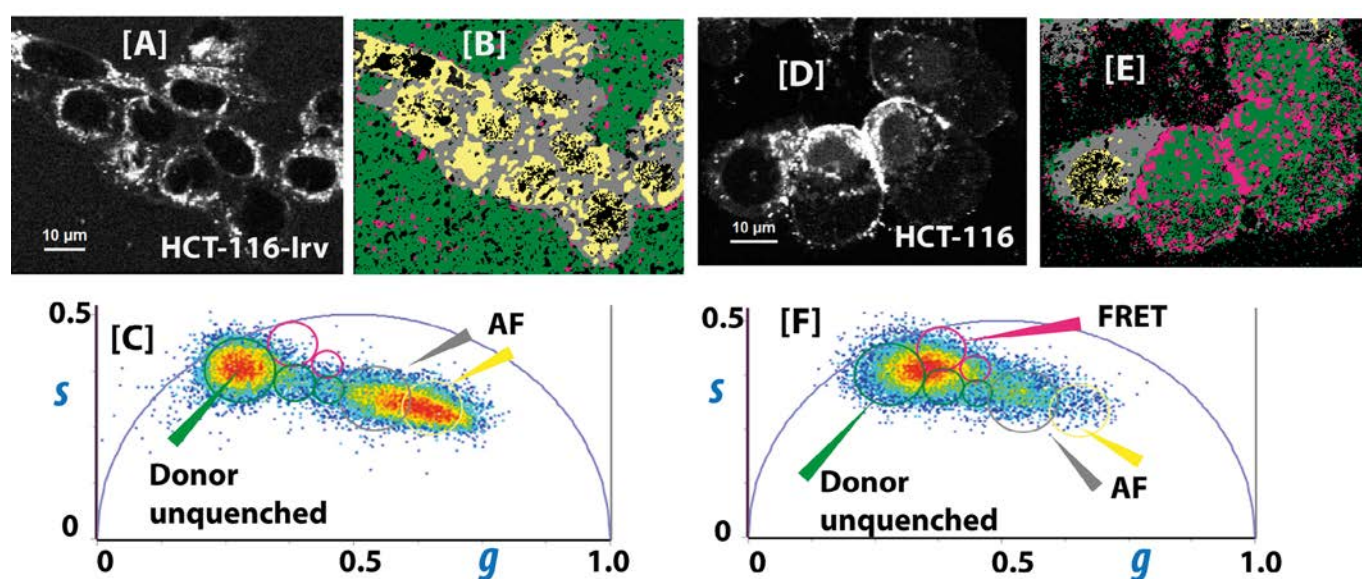 [A]
10 µm
HCT-116-lrv
[B]
[D]
10 µm
HCT-116
[E]
0.5
[C]
AF
s
Donor
unquenched
0
0
0.5
g
1.0
0.5
[F]
FRET
s
Donor
unquenched
AF
0
0
0.5
g
1.0